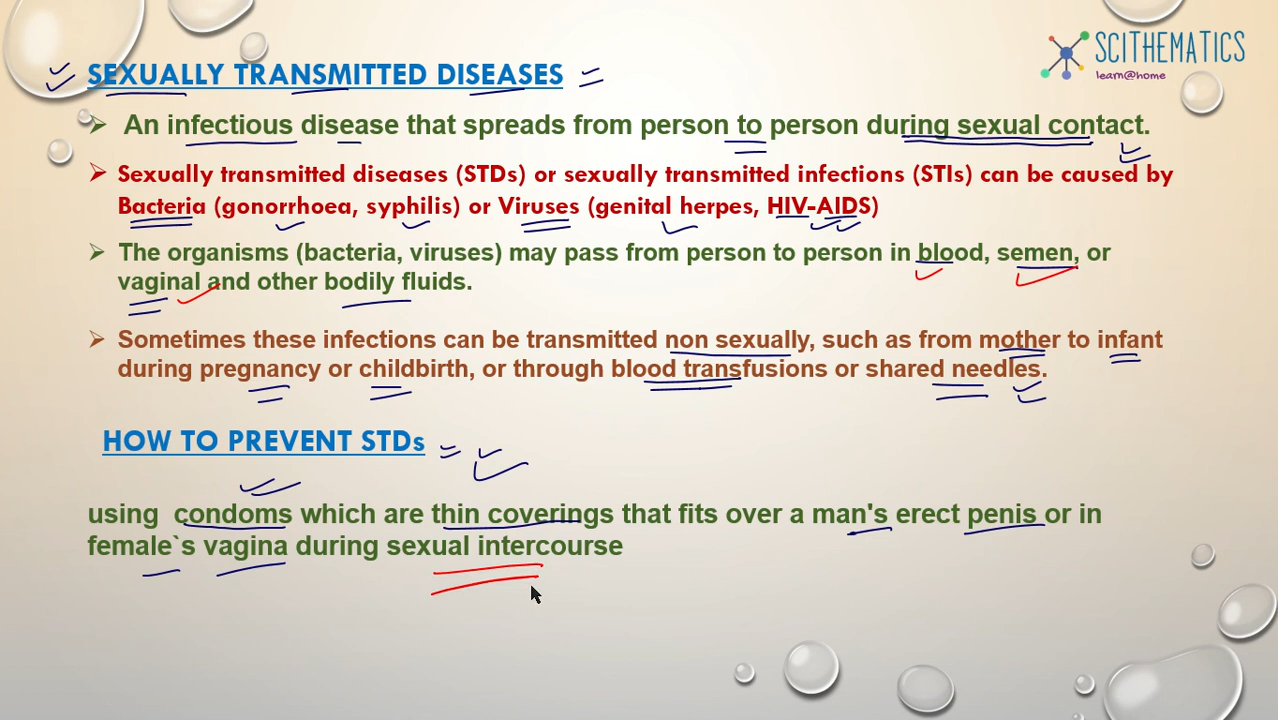 SCITHEMATICS
learn@home
SEXUALLY TRANSMITTED DISEASES
An infectious disease that spreads from person to person during sexual contact.
Sexually transmitted diseases (STDs) or sexually transmitted infections (STIs) can be caused by
Bacteria (gonorrhoea, syphilis) or Viruses (genital herpes, HIV-AIDS)
The organisms (bacteria, viruses) may pass from person to person in blood, semen, or
vaginal and other bodily fluids.
Sometimes these infections can be transmitted non sexually, such as from mother to infant
during pregnancy or childbirth, or through blood transfusions or shared needles.
HOW TO PREVENT STDs
using condoms which are thin coverings that fits over a man's erect penis or in
female`s vagina during sexual intercourse